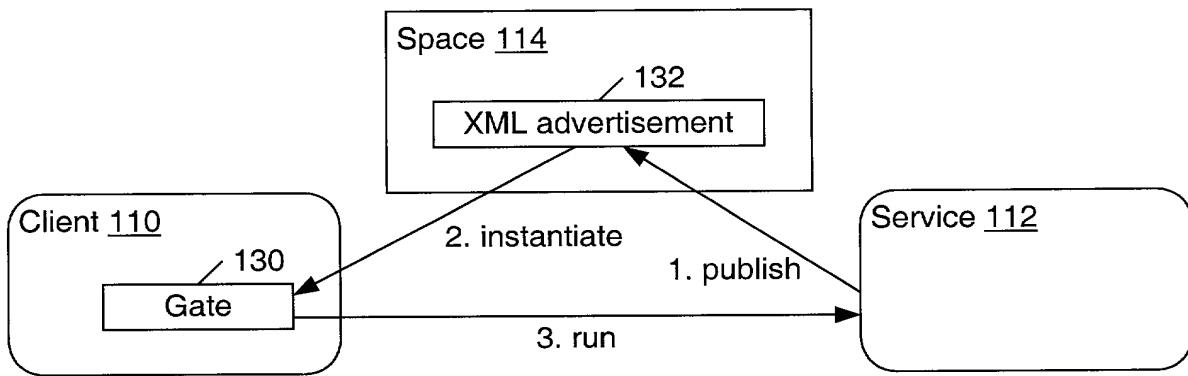 Space 114
132
XML advertisement
Client 110
2. instantiate
Service 112
130
1. publish
Gate
3. run